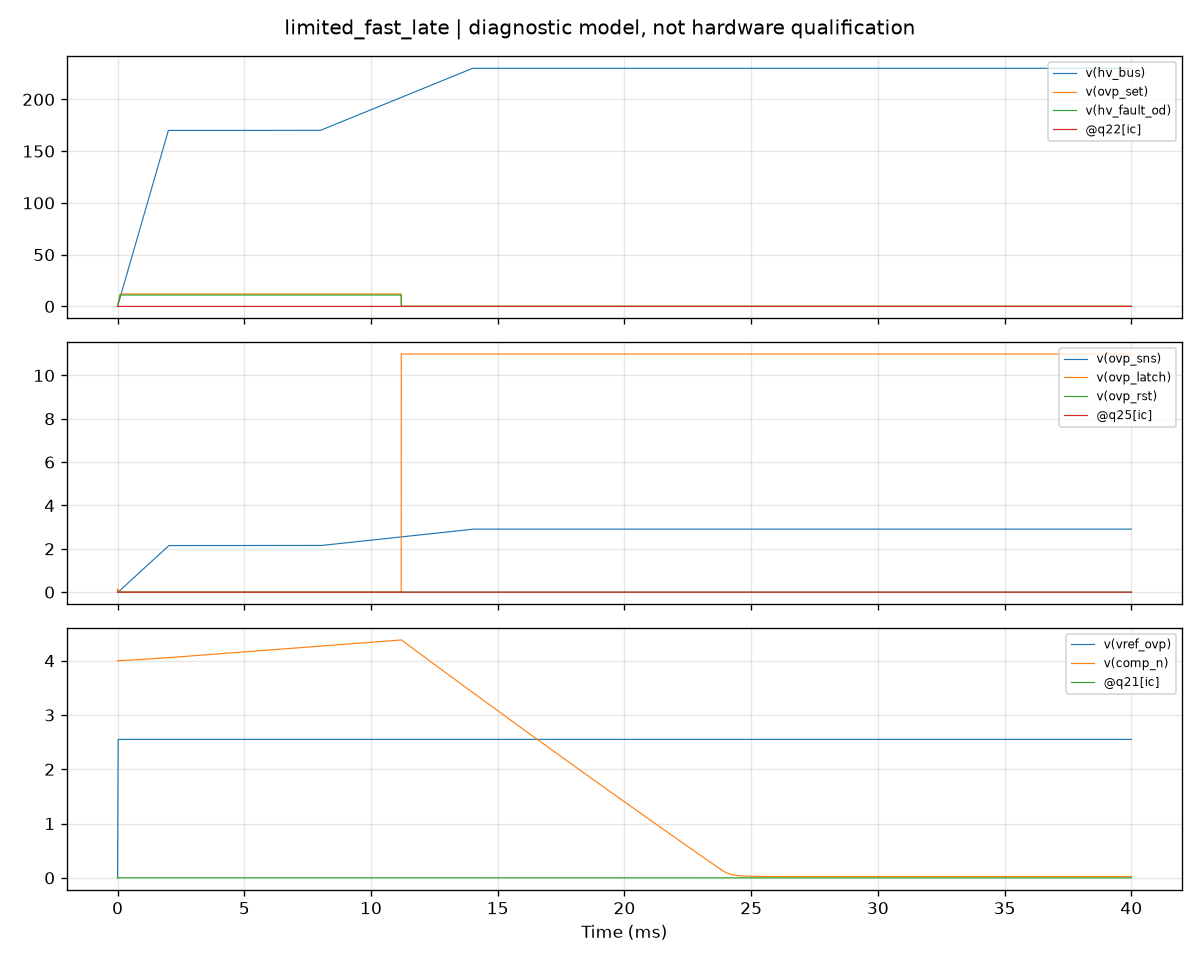 limited_fast_late | diagnostic model, not hardware qualification
200
150
100
50
0
v(hv_bus)
v(ovp_set)
v(hv_fault_od)
@q22[ic]
10
8
6
4
2
0
v(ovp_sns)
v(ovp_latch)
v(ovp_rst)
@q25[ic]
4
3
2
1
0
v(vref_ovp)
v(comp_n)
@q21[ic]
0 5 10 15 20 25 30 35 40
Time (ms)